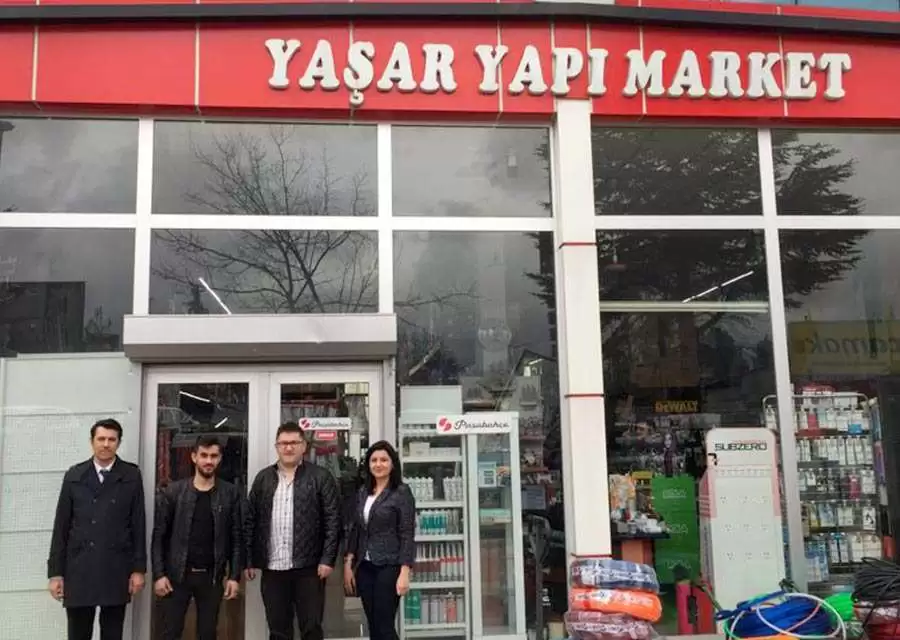 YAŞAR YAPI MARKET
Paşabahçe
Paşabahçe
DEWALT
SUBZERO